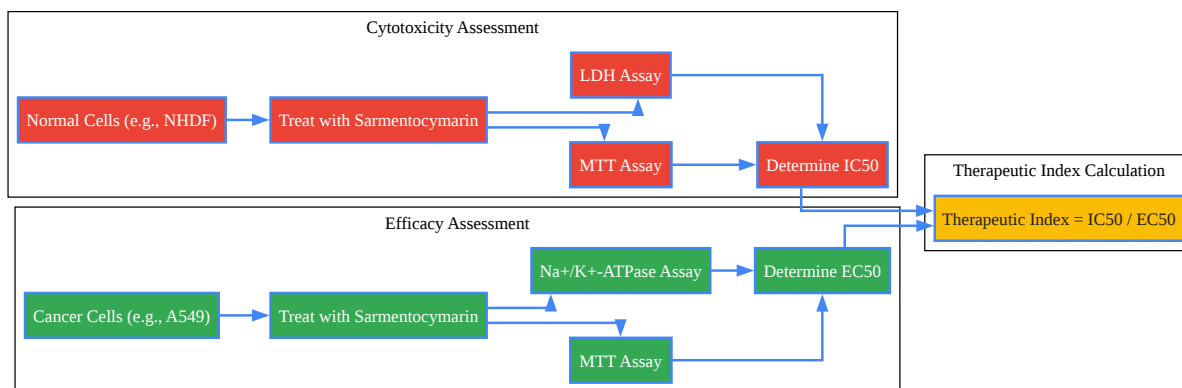 Cytotoxicity Assessment
LDH Assay
Normal Cells (e.g., NHDF)
Treat with Sarmentocymarin
MTT Assay
Determine IC50
Efficacy Assessment
Na+/K+-ATPase Assay
Determine EC50
Cancer Cells (e.g., A549)
Treat with Sarmentocymarin
MTT Assay
Therapeutic Index Calculation
Therapeutic Index = IC50 / EC50